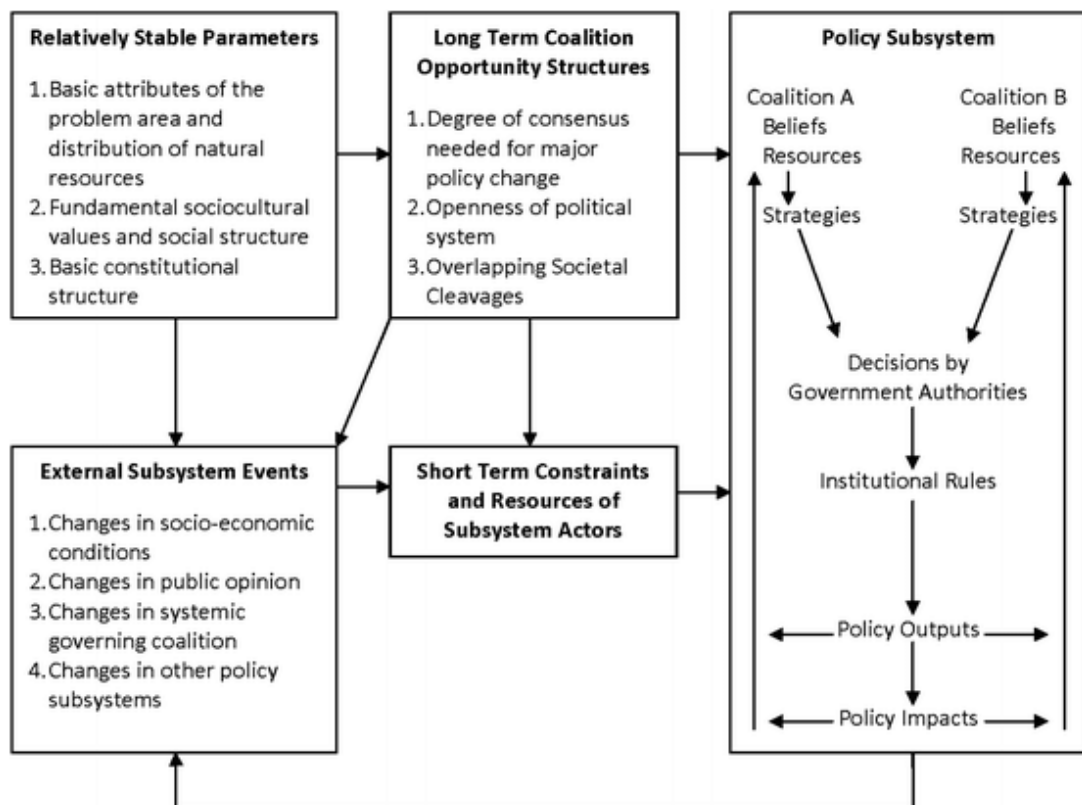 Relatively Stable Parameters
1. Basic attributes of the
problem area and
distribution of natural
resources
2. Fundamental sociocultural
values and social structure
3. Basic constitutional
structure
Long Term Coalition
Opportunity Structures
1. Degree of consensus
needed for major
policy change
2. Openness of political
system
3. Overlapping Societal
Cleavages
Policy Subsystem
Coalition A
Beliefs
Resources
Coalition B
Beliefs
Resources
Strategies
Strategies
Decisions by
Government Authorities
Institutional Rules
Policy Outputs
Policy Impacts
External Subsystem Events
1. Changes in socio-economic
conditions
2. Changes in public opinion
3. Changes in systemic
governing coalition
4. Changes in other policy
subsystems
Short Term Constraints
and Resources of
Subsystem Actors